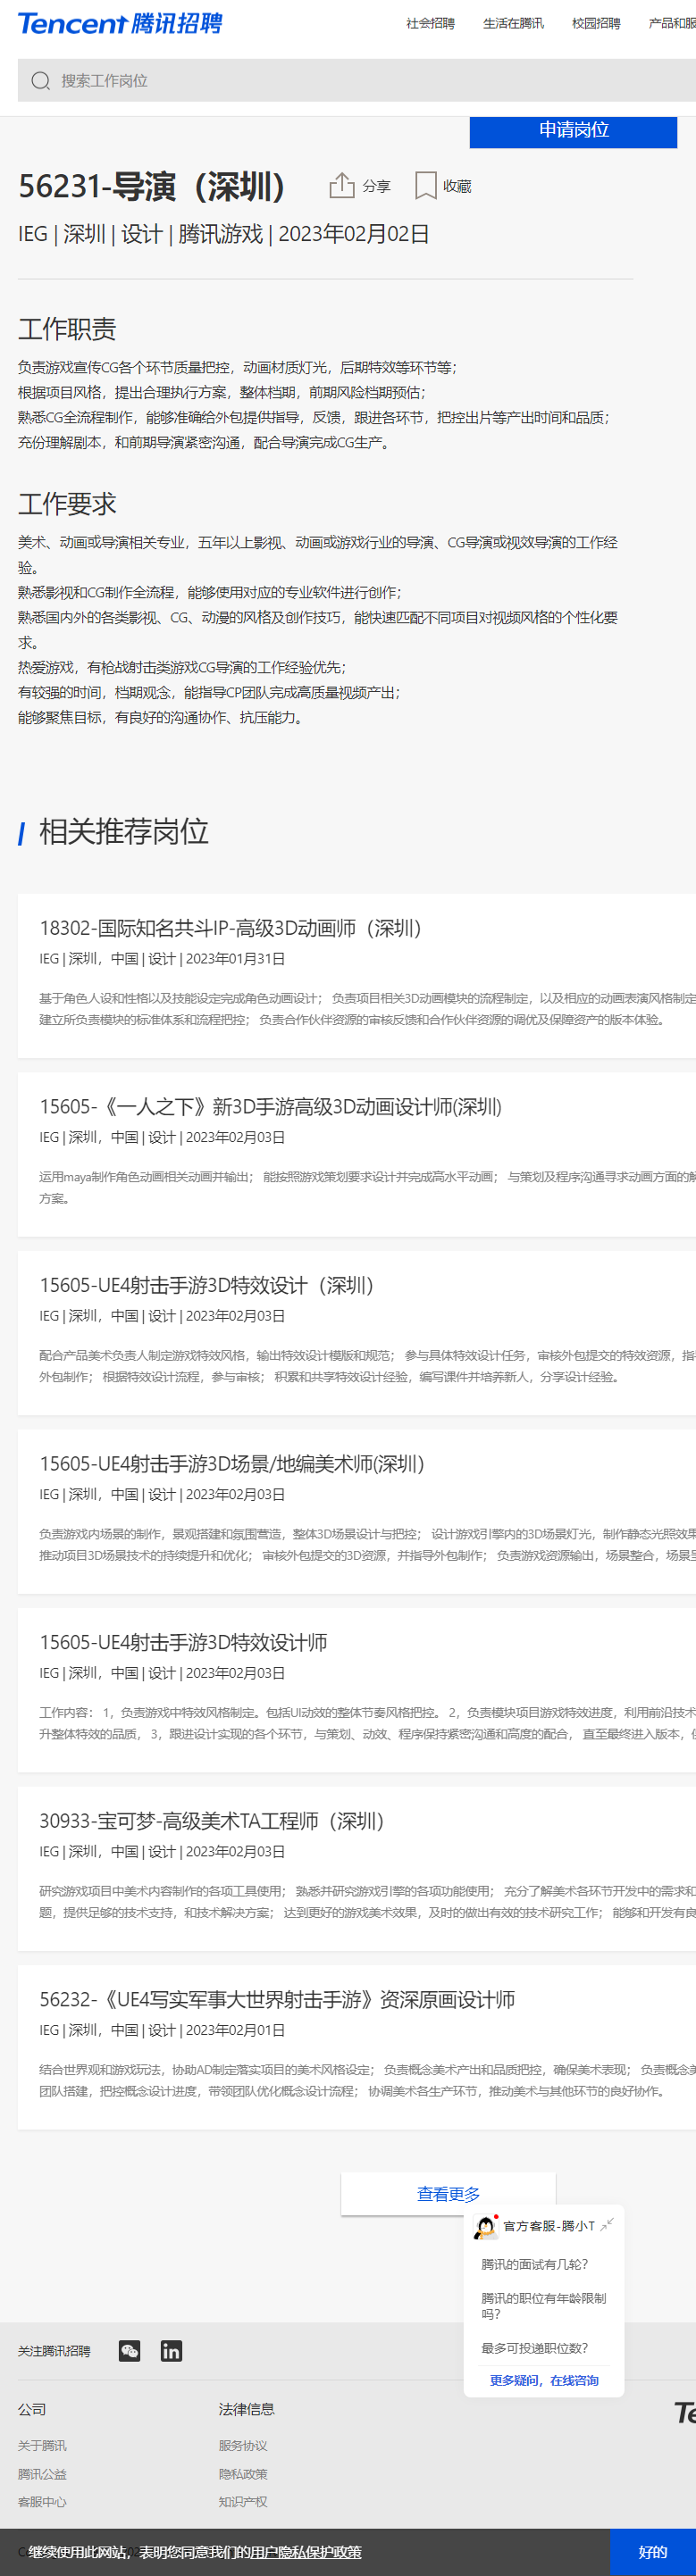 Tencent 腾讯招聘
社会招聘 生活在腾讯 校园招聘 产品和服
搜索工作岗位
申请岗位
56231-导演（深圳） 分享 收藏
IEG | 深圳 | 设计 | 腾讯游戏 | 2023年02月02日
工作职责
负责游戏宣传CG各个环节质量把控，动画材质灯光，后期特效等环节等；
根据项目风格，提出合理执行方案，整体档期，前期风险档期预估；
熟悉CG全流程制作，能够准确给外包提供指导，反馈，跟进各环节，把控出片等产出时间和品质；
充份理解剧本，和前期导演紧密沟通，配合导演完成CG生产。
工作要求
美术、动画或导演相关专业，五年以上影视、动画或游戏行业的导演、CG导演或视效导演的工作经
验。
熟悉影视和CG制作全流程，能够使用对应的专业软件进行创作；
熟悉国内外的各类影视、CG、动漫的风格及创作技巧，能快速匹配不同项目对视频风格的个性化要
求。
热爱游戏，有枪战射击类游戏CG导演的工作经验优先；
有较强的时间，档期观念，能指导CP团队完成高质量视频产出；
能够聚焦目标，有良好的沟通协作、抗压能力。
相关推荐岗位
18302-国际知名共斗IP-高级3D动画师（深圳）
IEG | 深圳，中国 | 设计 | 2023年01月31日
基于角色人设和性格以及技能设定完成角色动画设计； 负责项目相关3D动画模块的流程制定，以及相应的动画表演风格制定
建立所负责模块的标准体系和流程把控； 负责合作伙伴资源的审核反馈和合作伙伴资源的调优及保障资产的版本体验。
15605-《一人之下》新3D手游高级3D动画设计师(深圳)
IEG | 深圳，中国 | 设计 | 2023年02月03日
运用maya制作角色动画相关动画并输出； 能按照游戏策划要求设计并完成高水平动画； 与策划及程序沟通寻求动画方面的解
方案。
15605-UE4射击手游3D特效设计（深圳）
IEG | 深圳，中国 | 设计 | 2023年02月03日
配合产品美术负责人制定游戏特效风格，输出特效设计模版和规范； 参与具体特效设计任务，审核外包提交的特效资源，指
外包制作； 根据特效设计流程，参与审核； 积累和共享特效设计经验，编写课件并培养新人，分享设计经验。
15605-UE4射击手游3D场景/地编美术师(深圳）
IEG | 深圳，中国 | 设计 | 2023年02月03日
负责游戏内场景的制作，景观搭建和氛围营造，整体3D场景设计与把控； 设计游戏引擎内的3D场景灯光，制作静态光照效果
推动项目3D场景技术的持续提升和优化； 审核外包提交的3D资源，并指导外包制作； 负责游戏资源输出，场景整合，场景呈
15605-UE4射击手游3D特效设计师
IEG | 深圳，中国 | 设计 | 2023年02月03日
工作内容： 1，负责游戏中特效风格制定。包括UI动效的整体节奏风格把控。 2，负责模块项目游戏特效进度，利用前沿技术
升整体特效的品质， 3，跟进设计实现的各个环节，与策划、动效、程序保持紧密沟通和高度的配合， 直至最终进入版本，
30933-宝可梦-高级美术TA工程师（深圳）
IEG | 深圳，中国 | 设计 | 2023年02月03日
研究游戏项目中美术内容制作的各项工具使用； 熟悉并研究游戏引擎的各项功能使用； 充分了解美术各环节开发中的需求和
题，提供足够的技术支持，和技术解决方案； 达到更好的游戏美术效果，及时的做出有效的技术研究工作； 能够和开发有良
56232-《UE4写实军事大世界射击手游》资深原画设计师
IEG | 深圳，中国 | 设计 | 2023年02月01日
结合世界观和游戏玩法，协助AD制定落实项目的美术风格设定； 负责概念美术产出和品质把控，确保美术表现； 负责概念美
团队搭建，把控概念设计进度，带领团队优化概念设计流程； 协调美术各生产环节，推动美术与其他环节的良好协作。
查看更多
官方客服-腾小T
腾讯的面试有几轮？
腾讯的职位有年龄限制
吗？
最多可投递职位数？
更多疑问，在线咨询
关注腾讯招聘
公司 法律信息
关于腾讯 服务协议
腾讯公益 隐私政策
客服中心 知识产权
继续使用此网站，表明您同意我们的用户隐私保护政策 好的